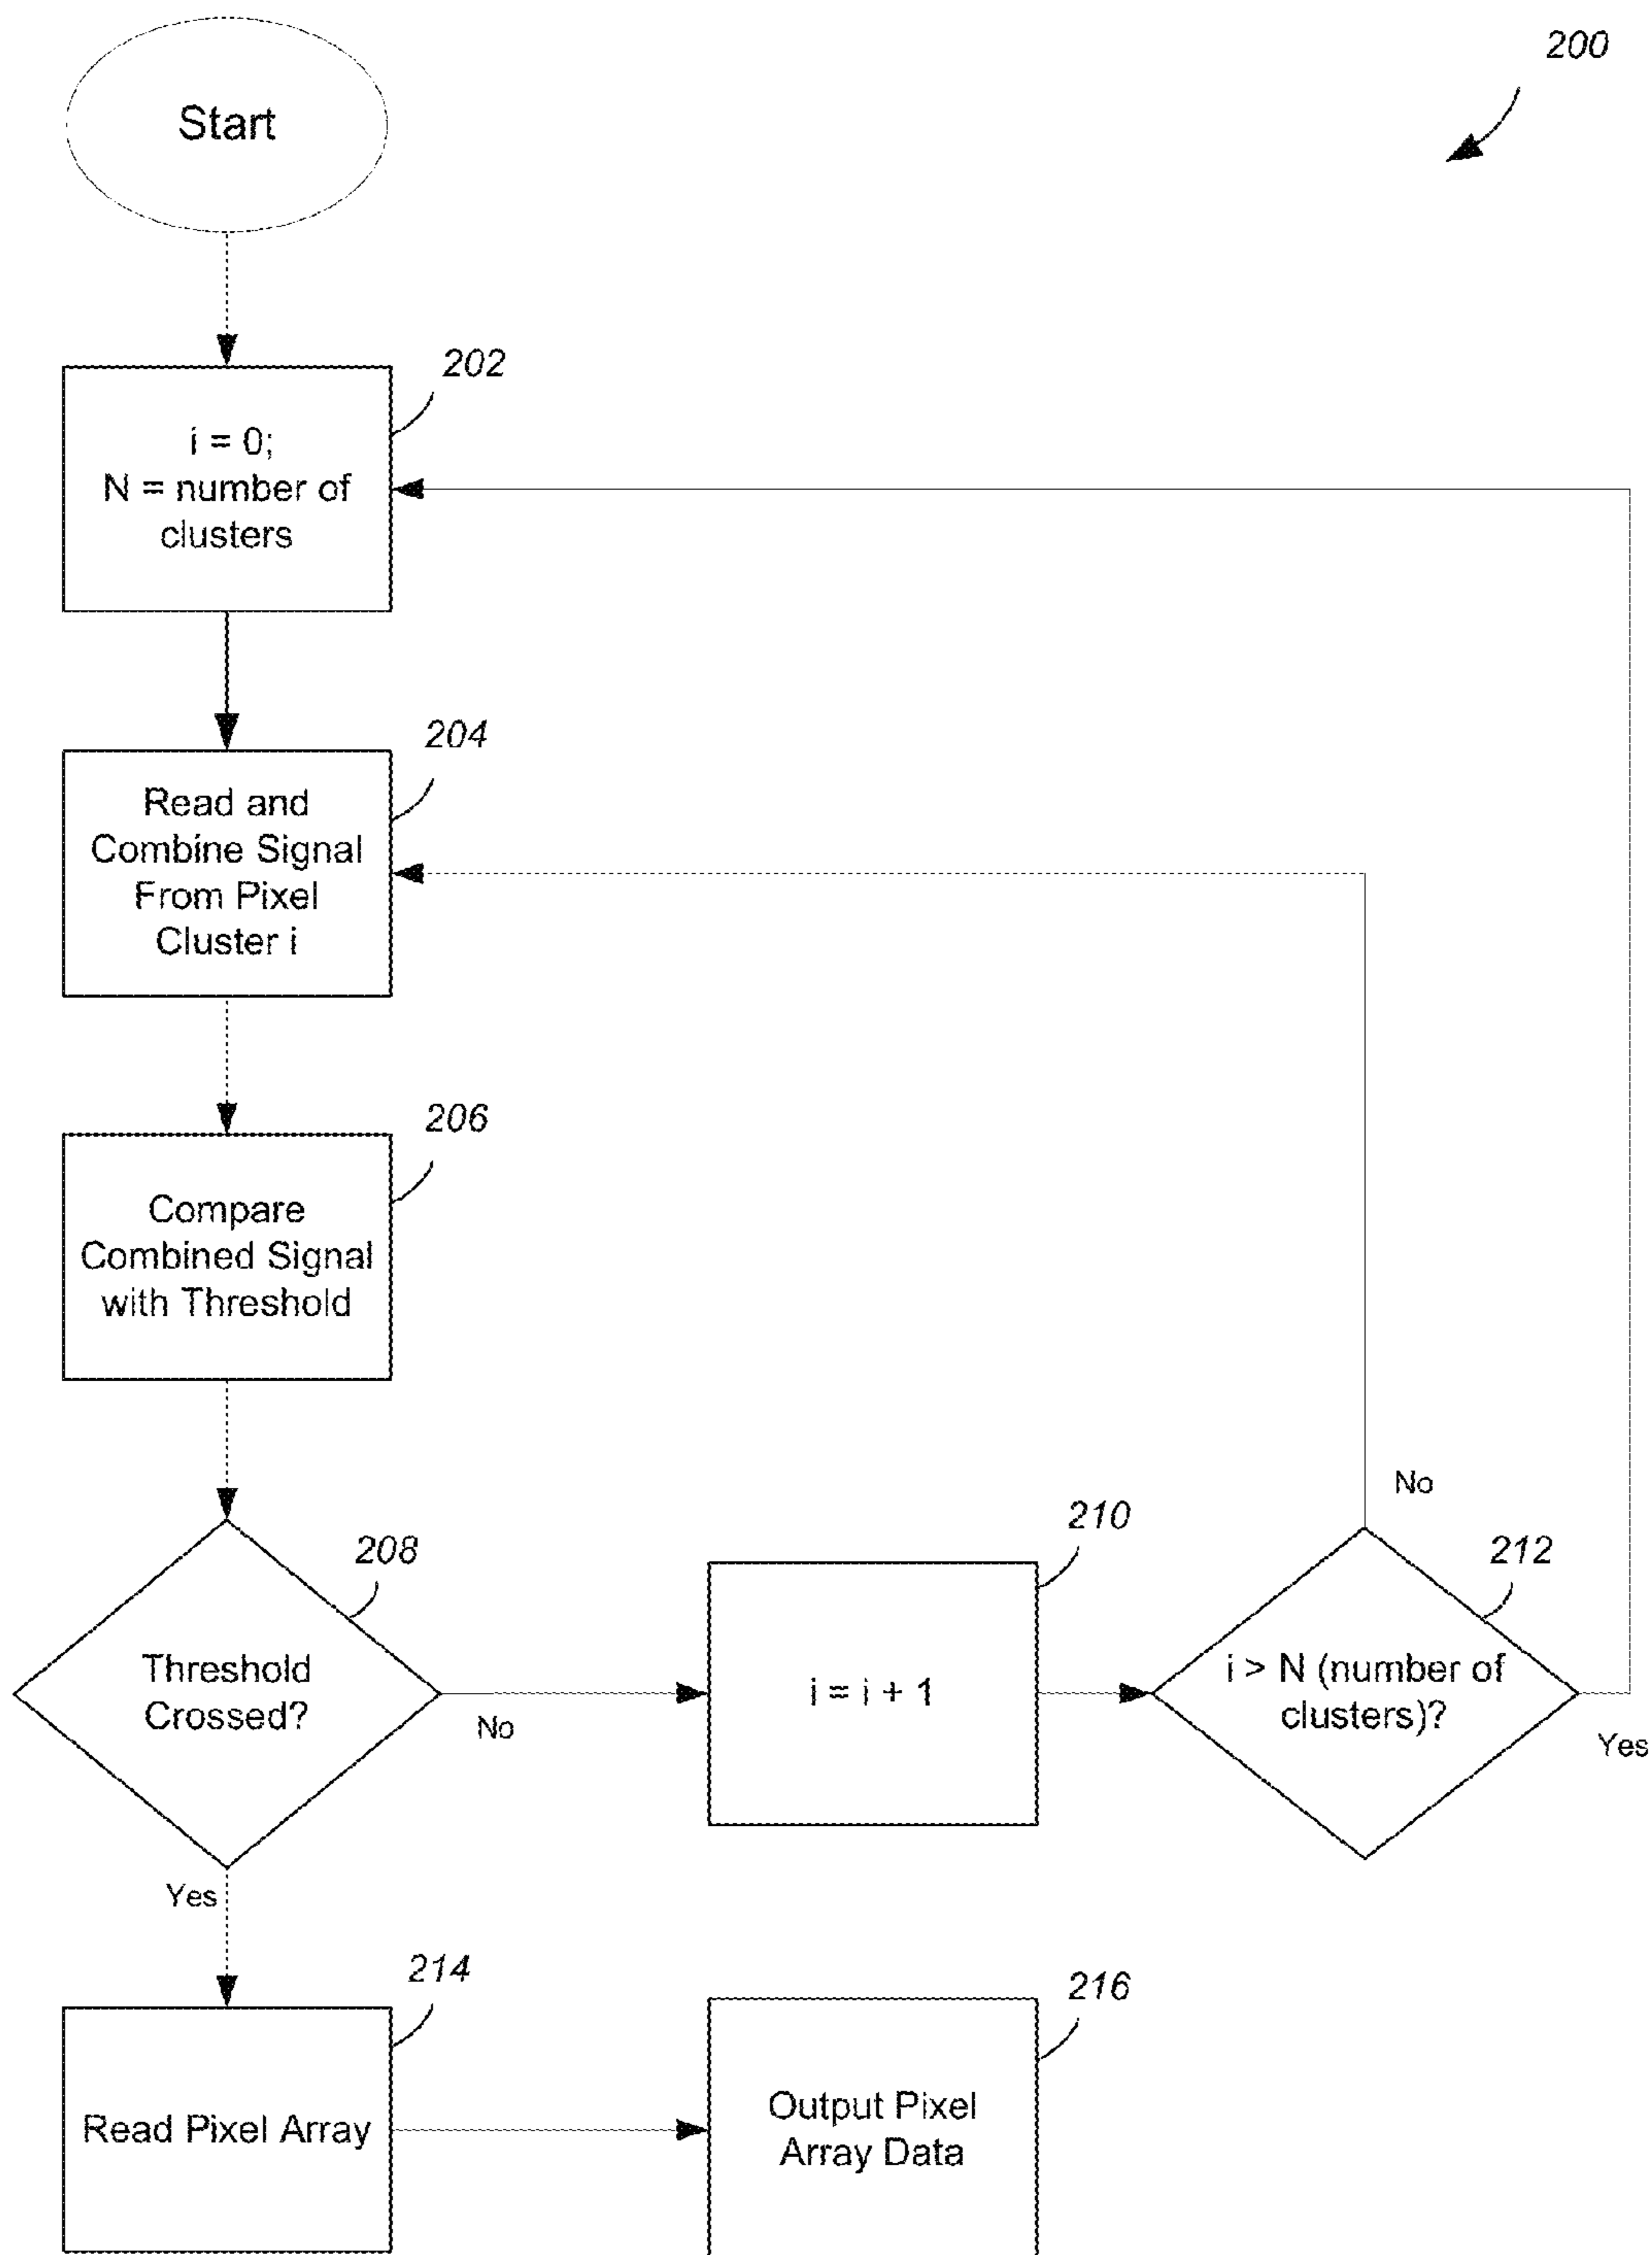 200
Start
202
i = 0;
N = number of
clusters
204
Read and
Combine Signal
From Pixel
Cluster i
206
Compare
Combined Signal
with Threshold
208
Threshold
Crossed?
No
Yes
210
i = i + 1
212
i > N (number of
clusters)?
No
Yes
214
Read Pixel Array
216
Output Pixel
Array Data